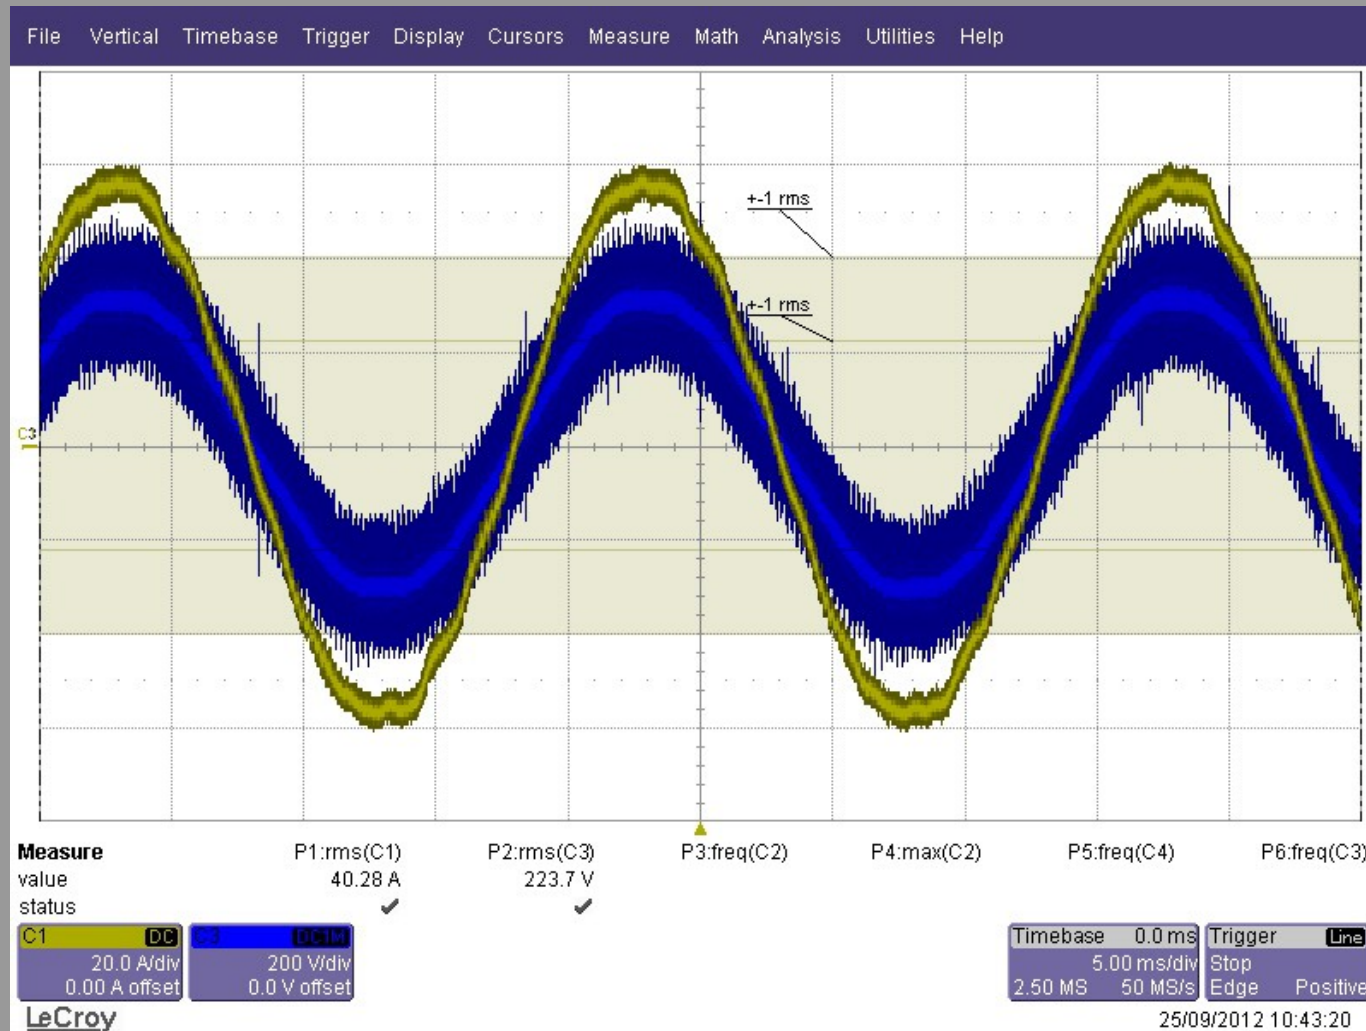 File Vertical Timebase Trigger Display Cursors Measure Math Analysis Utilities Help
+-1 rms
+-1 rms
C3
Measure P1:rms(C1) P2:rms(C3) P3:freq(C2) P4:max(C2) P5:freq(C4) P6:freq(C3)
value 40.28 A 223.7 V
status
C1 DC
20.0 A/div
0.00 A offset
C3 DC1M
200 V/div
0.0 V offset
Timebase 0.0 ms
5.00 ms/div
2.50 MS 50 MS/s
Trigger Line
Stop
Edge Positive
LeCroy
25/09/2012 10:43:20